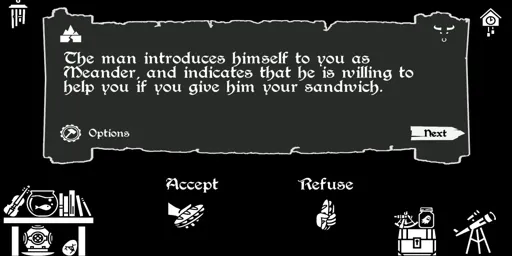 The man introduces himself to you as
Meander, and indicates that he is willing to
help you if you give him your sandwich.
Options
Next
Accept
Refuse